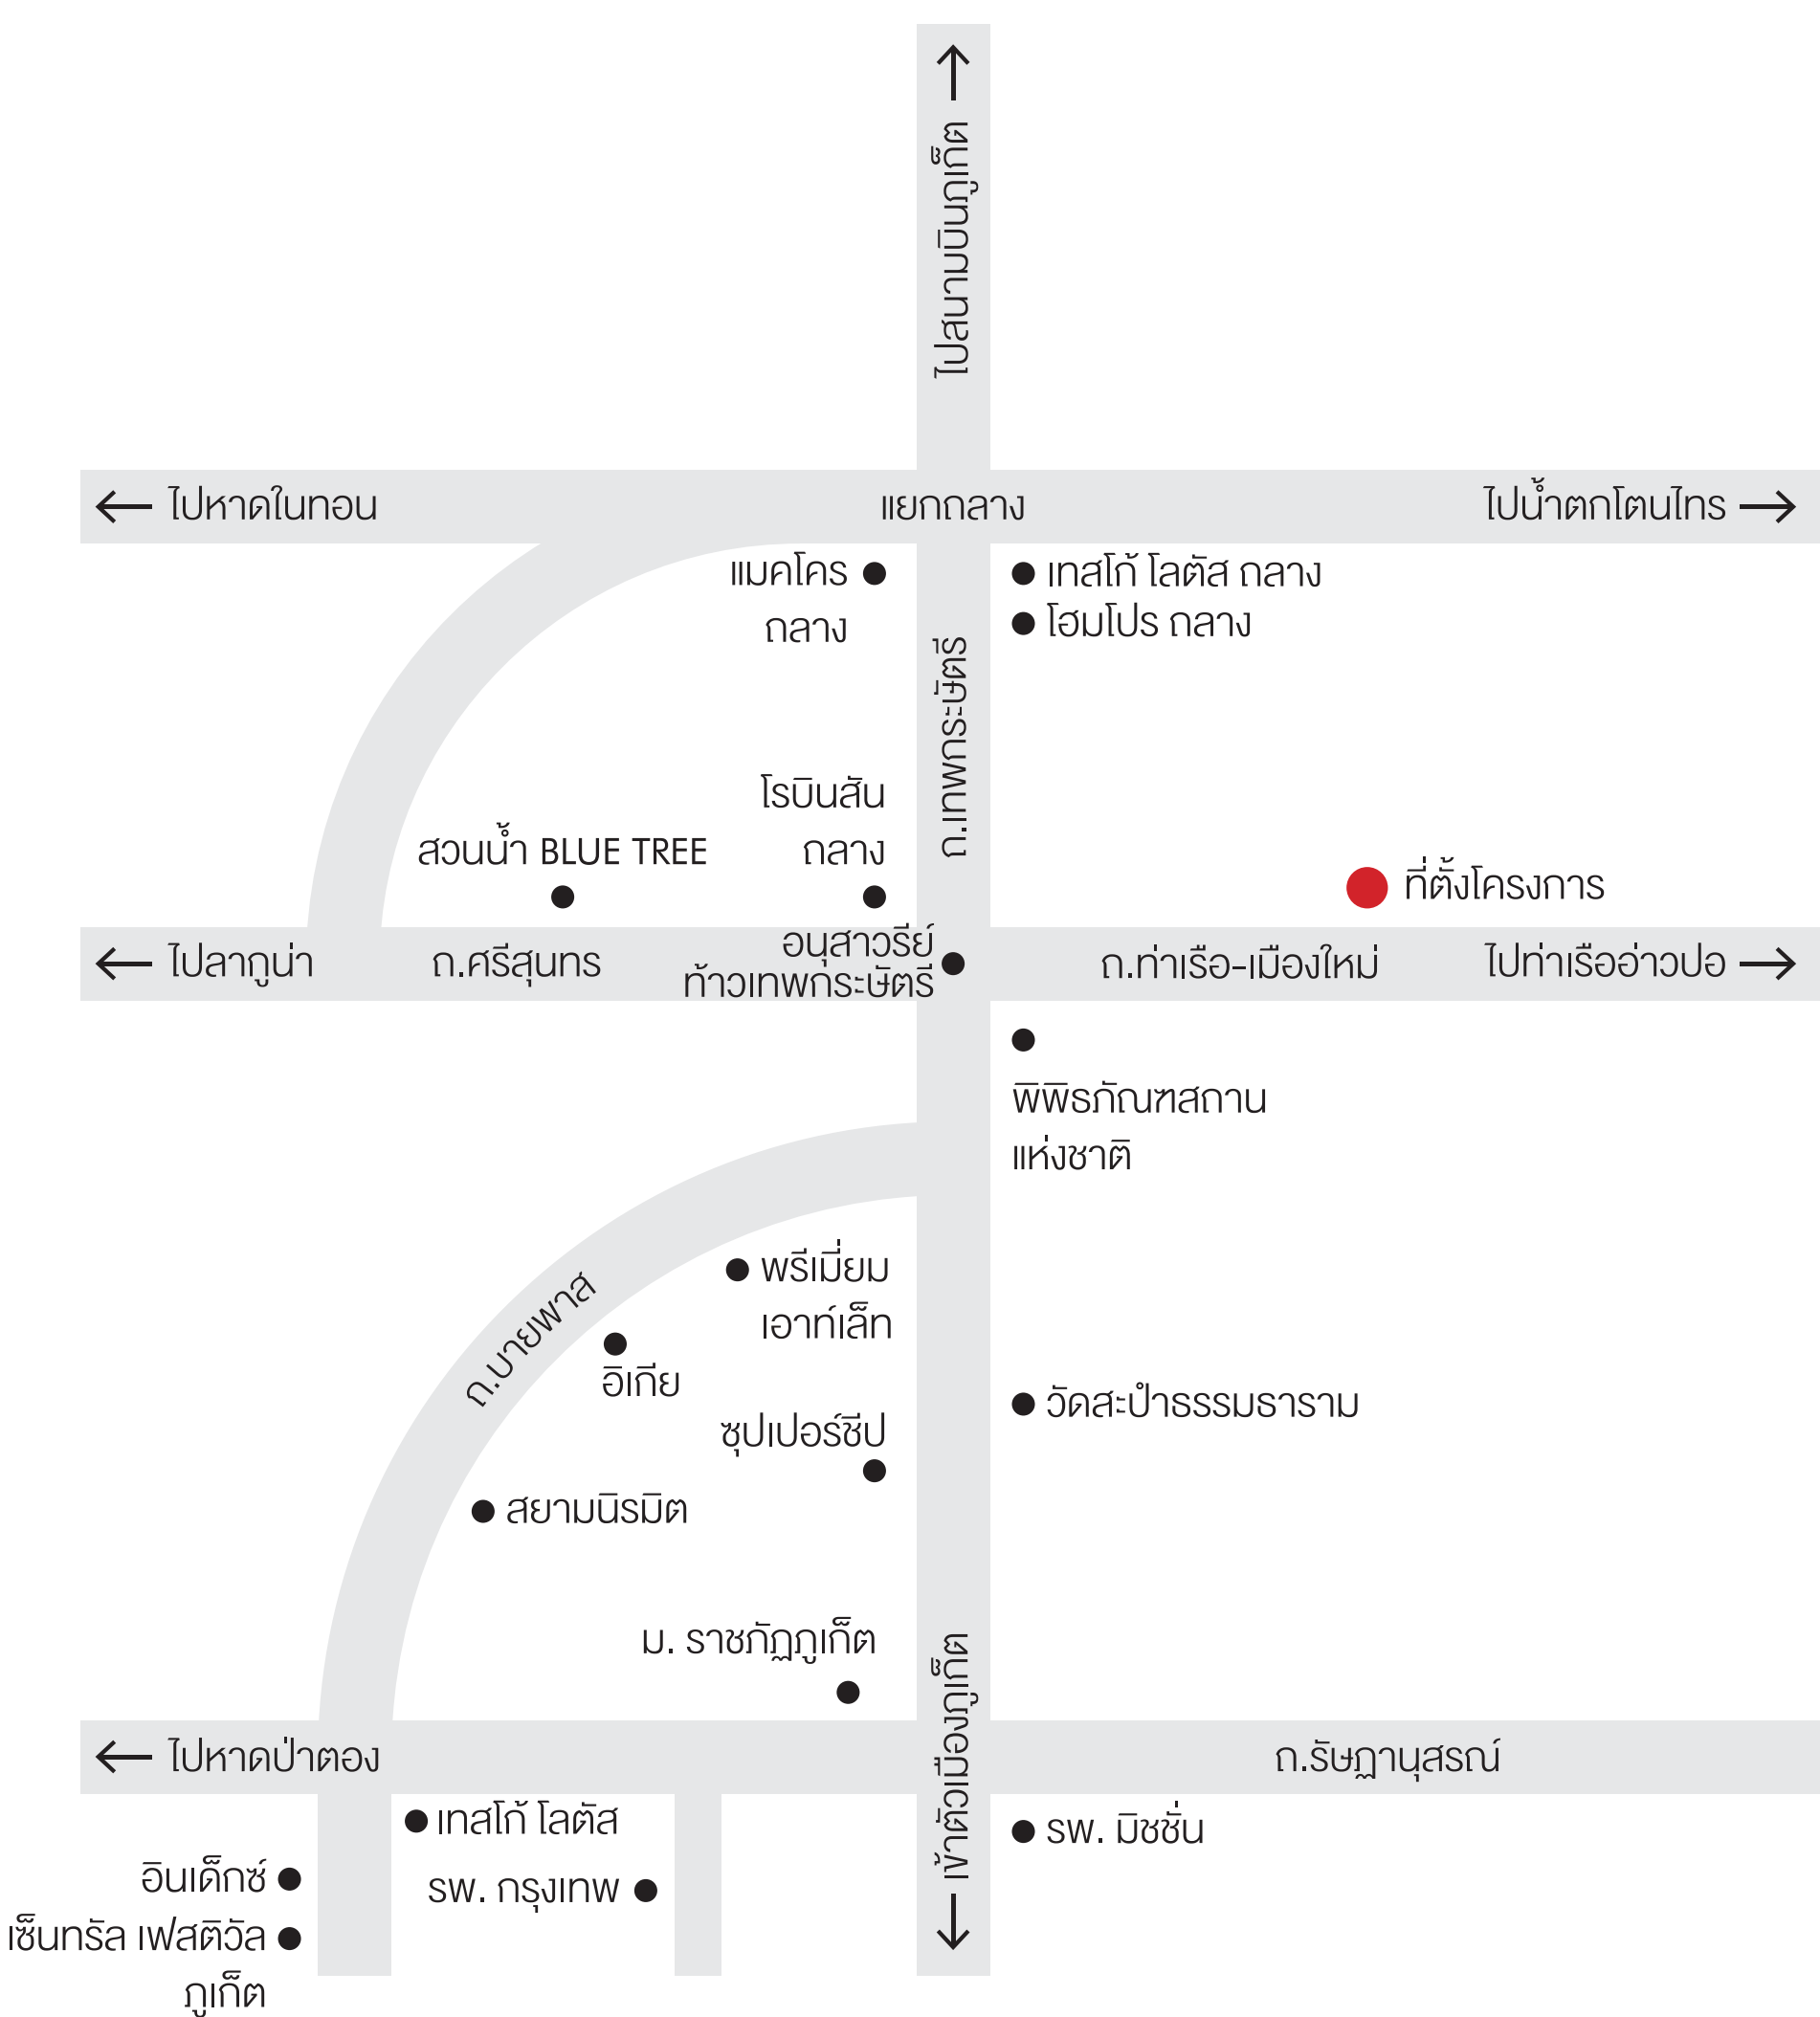 ไปสนามบินภูเก็ต
ไปหาดในทอน
แยกถลาง
ไปน้ำตกโตนไทร
แมคโคร
ถลาง
เทสโก้ โลตัส ถลาง
โฮมโปร ถลาง
ถ.เทพกระษัตรี
โรบินสัน
ถลาง
สวนน้ำ BLUE TREE
ที่ตั้งโครงการ
ไปลากูน่า
ถ.ศรีสุนทร
อนุสาวรีย์
ท้าวเทพกระษัตรี
ถ.ท่าเรือ-เมืองใหม่
ไปท่าเรืออ่าวปอ
พิพิธภัณฑสถาน
แห่งชาติ
พรีเมี่ยม
เอาท์เล็ท
ถ.บายพาส
อิเกีย
วัดสะปำธรรมธาราม
ซุปเปอร์ชีป
สยามนิรมิต
ม. ราชภัฏภูเก็ต
เข้าตัวเมืองภูเก็ต
ไปหาดป่าตอง
ถ.รัษฎานุสรณ์
เทสโก้ โลตัส
รพ. มิชชั่น
อินเด็กซ์
รพ. กรุงเทพ
เซ็นทรัล เฟสติวัล
ภูเก็ต